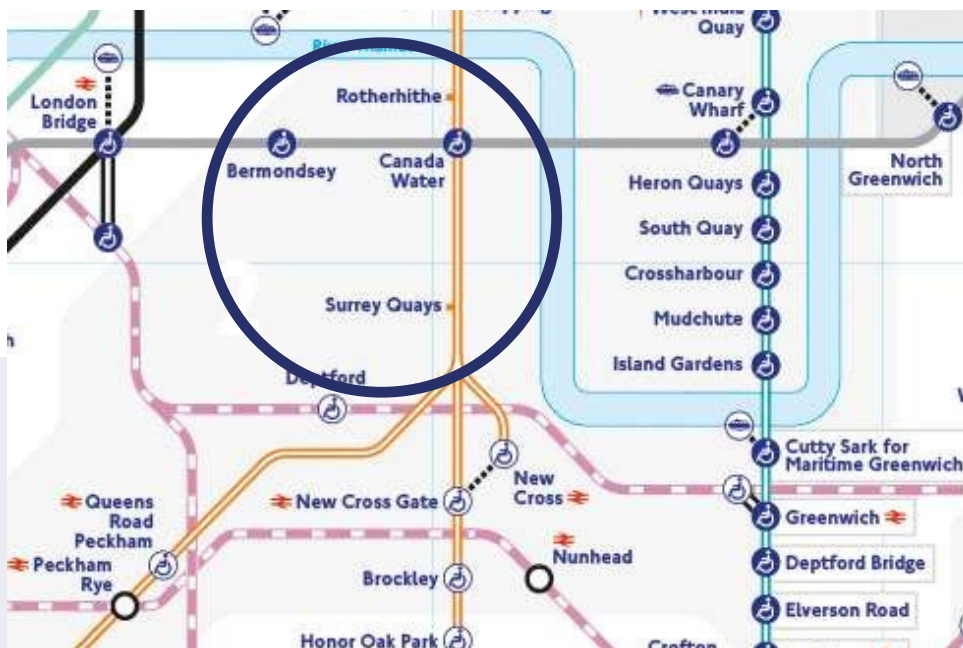 Quay
London
Bridge
Rotherhithe
Canary
Wharf
Bermondsey
Canada
Water
North
Greenwich
Heron Quays
South Quay
Crossharbour
Surrey Quays
Mudchute
Island Gardens
Deptford
Cutty Sark for
Maritime Greenwich
Queens
Road
Peckham
New Cross Gate
New
Cross
Greenwich
Peckham
Rye
Nunhead
Deptford Bridge
Brockley
Elverson Road
Honor Oak Park